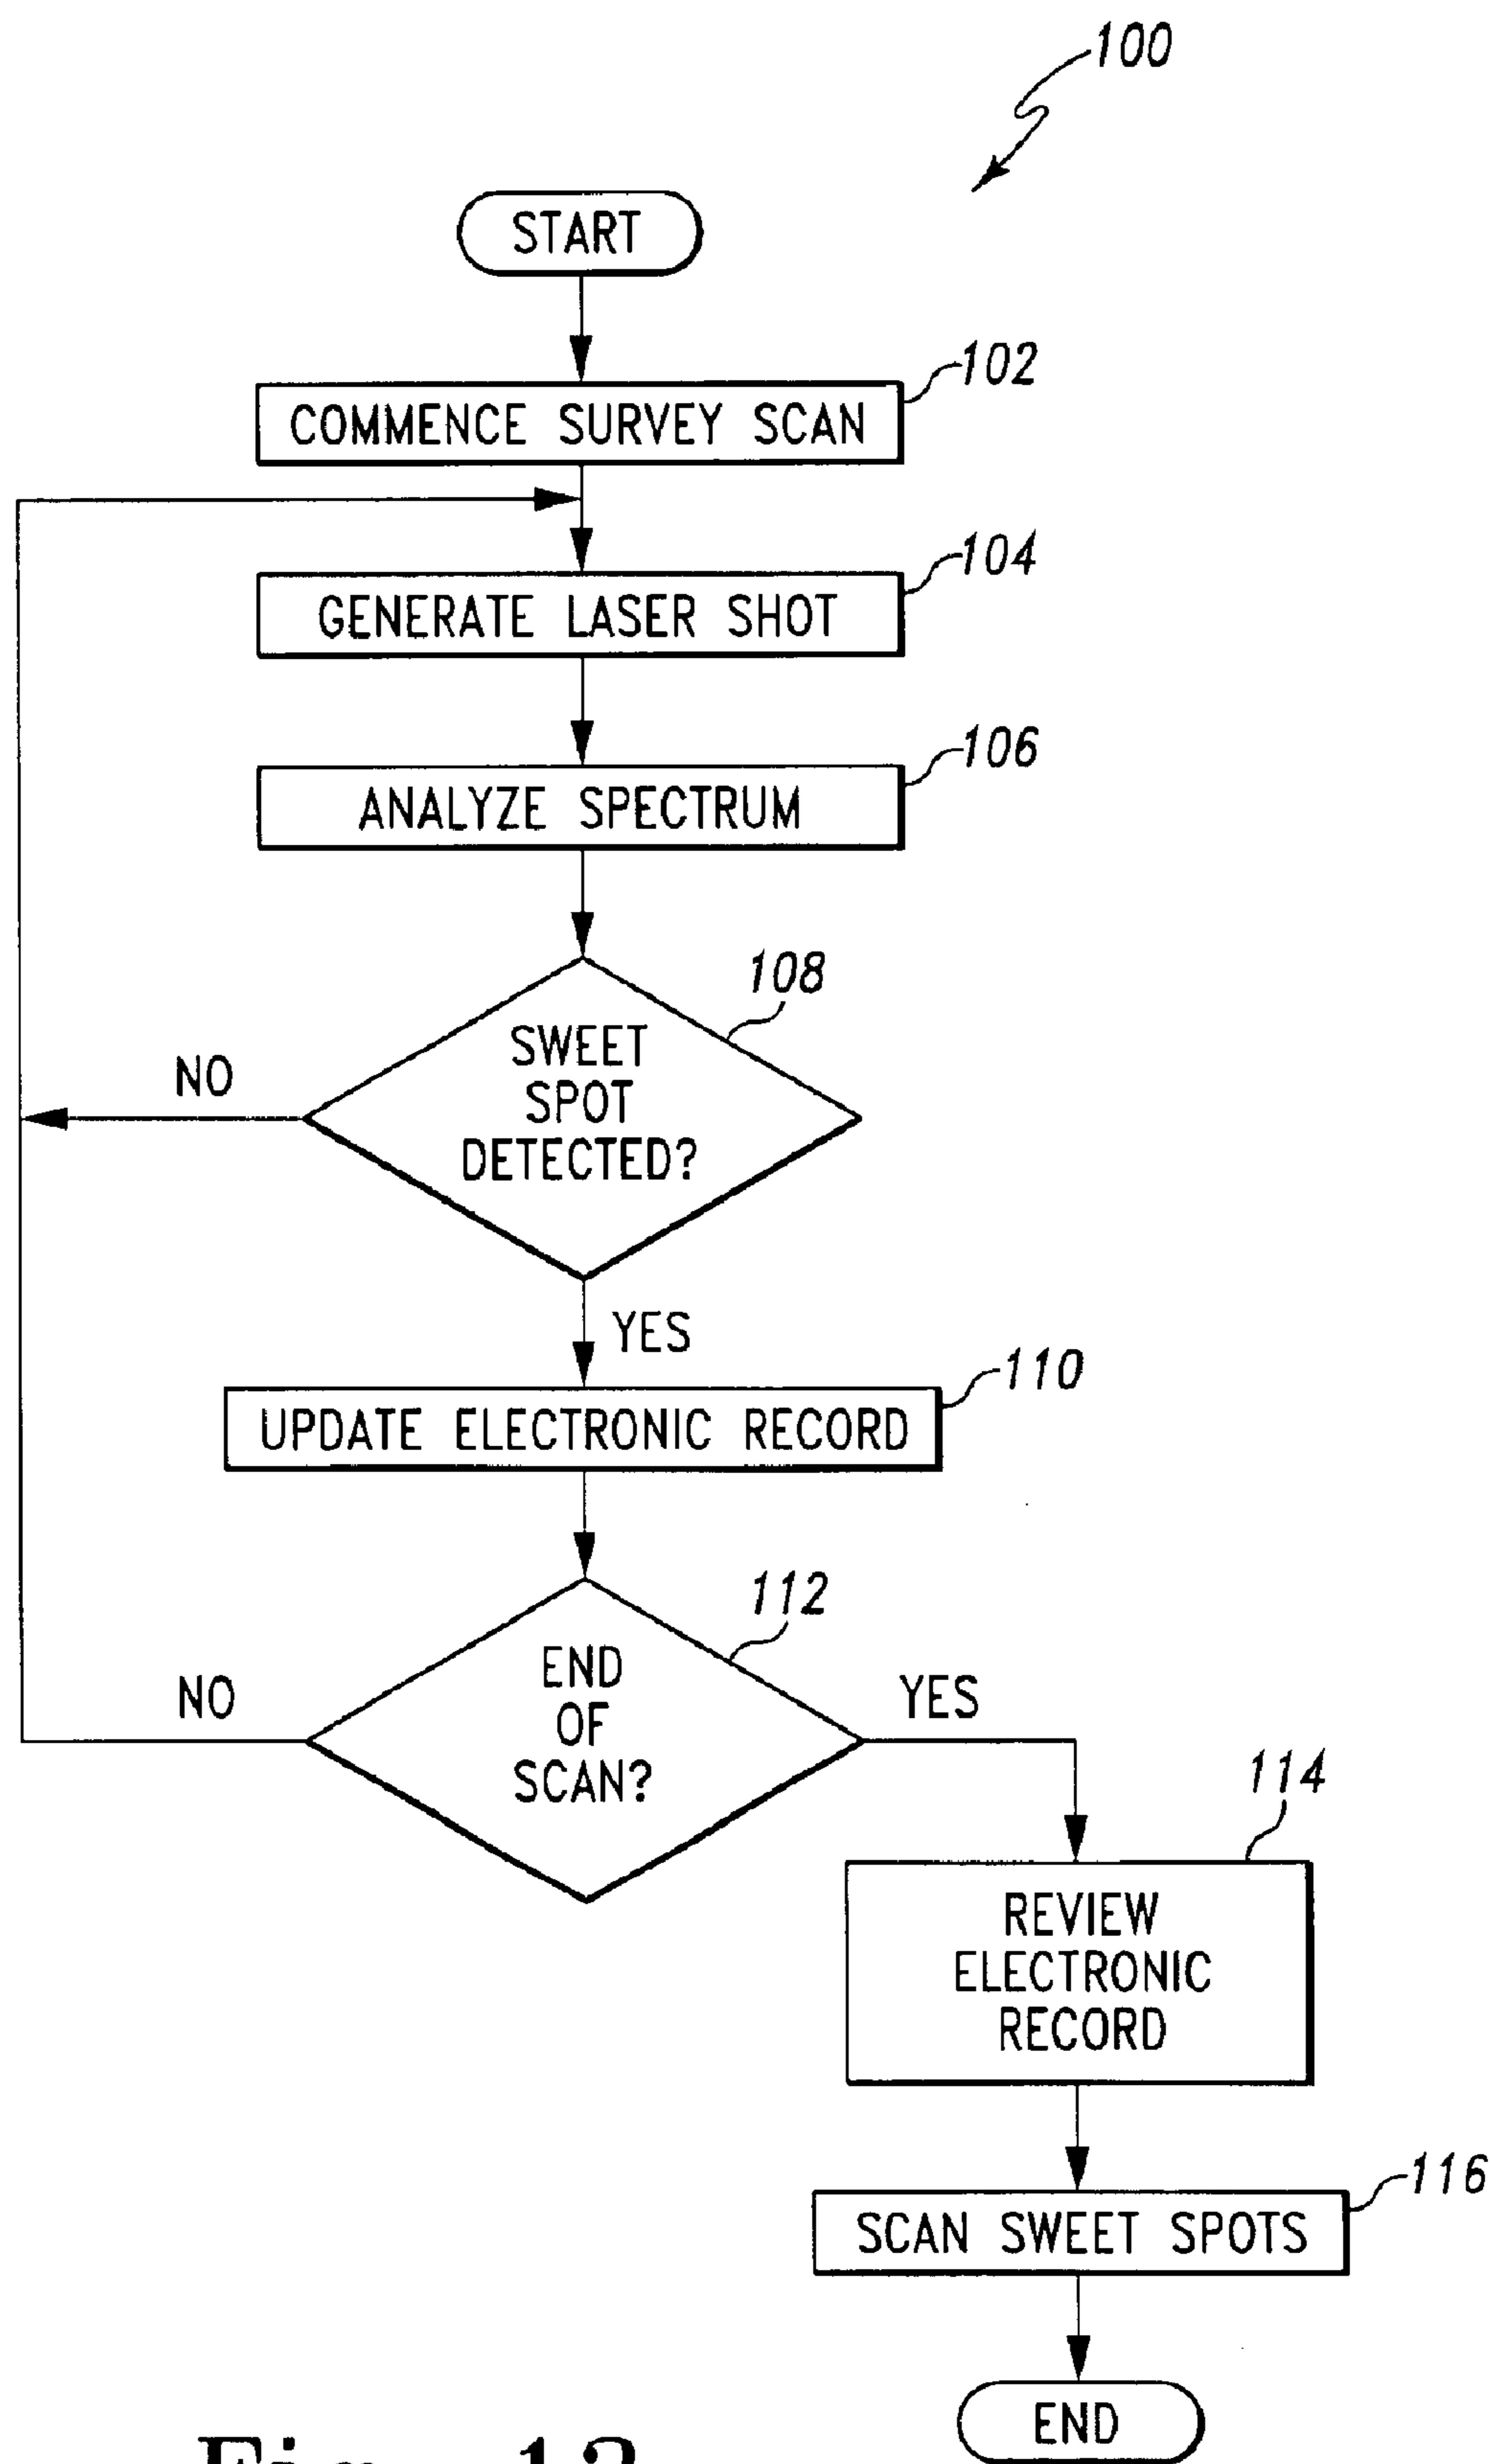 100
START
102
COMMENCE SURVEY SCAN
104
GENERATE LASER SHOT
106
ANALYZE SPECTRUM
108
SWEET
SPOT
DETECTED?
NO
YES
110
UPDATE ELECTRONIC RECORD
112
END
OF
SCAN?
NO
YES
114
REVIEW
ELECTRONIC
RECORD
116
SCAN SWEET SPOTS
END